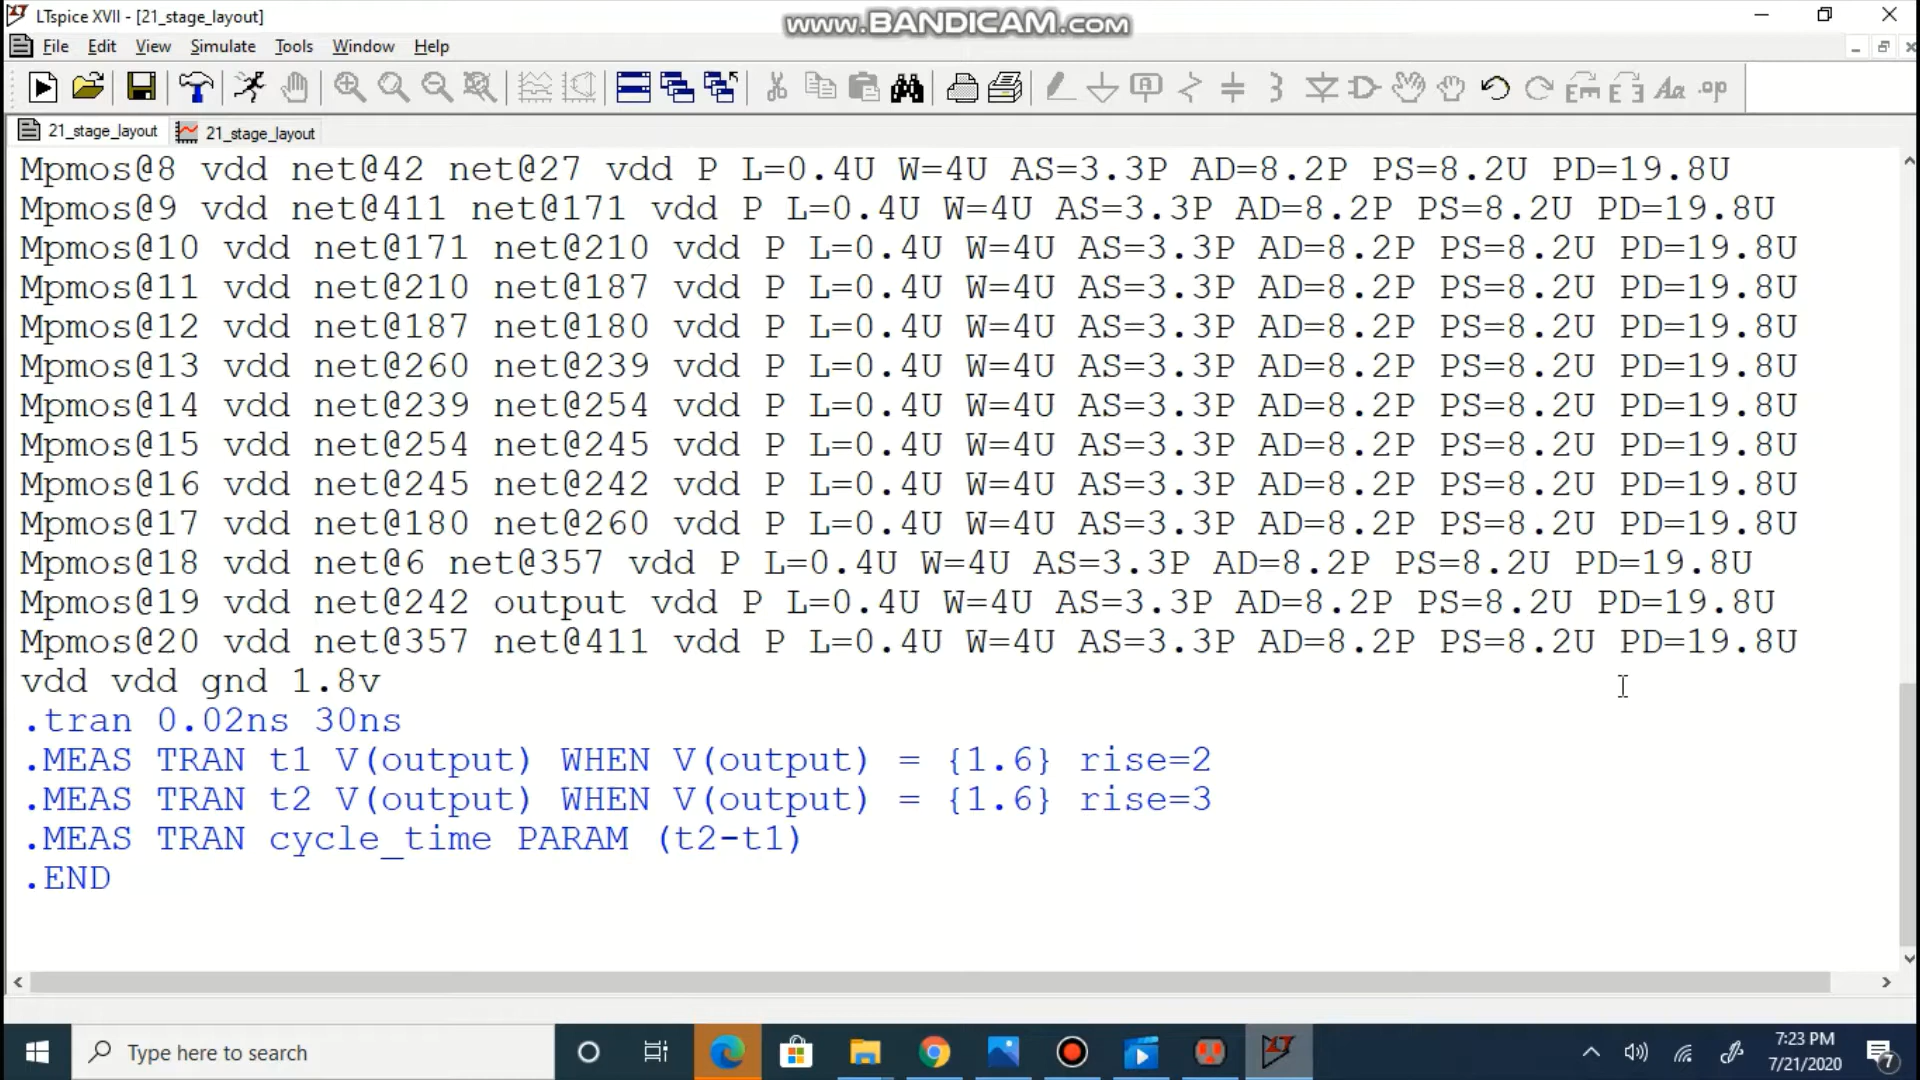 LTspice XVII - [21_stage_layout]
www.BANDICAM.com
File Edit View Simulate Tools Window Help
21_stage_layout 21_stage_layout
Mpmos@8 vdd net@42 net@27 vdd P L=0.4U W=4U AS=3.3P AD=8.2P PS=8.2U PD=19.8U
Mpmos@9 vdd net@411 net@171 vdd P L=0.4U W=4U AS=3.3P AD=8.2P PS=8.2U PD=19.8U
Mpmos@10 vdd net@171 net@210 vdd P L=0.4U W=4U AS=3.3P AD=8.2P PS=8.2U PD=19.8U
Mpmos@11 vdd net@210 net@187 vdd P L=0.4U W=4U AS=3.3P AD=8.2P PS=8.2U PD=19.8U
Mpmos@12 vdd net@187 net@180 vdd P L=0.4U W=4U AS=3.3P AD=8.2P PS=8.2U PD=19.8U
Mpmos@13 vdd net@260 net@239 vdd P L=0.4U W=4U AS=3.3P AD=8.2P PS=8.2U PD=19.8U
Mpmos@14 vdd net@239 net@254 vdd P L=0.4U W=4U AS=3.3P AD=8.2P PS=8.2U PD=19.8U
Mpmos@15 vdd net@254 net@245 vdd P L=0.4U W=4U AS=3.3P AD=8.2P PS=8.2U PD=19.8U
Mpmos@16 vdd net@245 net@242 vdd P L=0.4U W=4U AS=3.3P AD=8.2P PS=8.2U PD=19.8U
Mpmos@17 vdd net@180 net@260 vdd P L=0.4U W=4U AS=3.3P AD=8.2P PS=8.2U PD=19.8U
Mpmos@18 vdd net@6 net@357 vdd P L=0.4U W=4U AS=3.3P AD=8.2P PS=8.2U PD=19.8U
Mpmos@19 vdd net@242 output vdd P L=0.4U W=4U AS=3.3P AD=8.2P PS=8.2U PD=19.8U
Mpmos@20 vdd net@357 net@411 vdd P L=0.4U W=4U AS=3.3P AD=8.2P PS=8.2U PD=19.8U
vdd vdd gnd 1.8v
.tran 0.02ns 30ns
.MEAS TRAN t1 V(output) WHEN V(output) = {1.6} rise=2
.MEAS TRAN t2 V(output) WHEN V(output) = {1.6} rise=3
.MEAS TRAN cycle_time PARAM (t2-t1)
.END
Type here to search
7:23 PM
7/21/2020
7